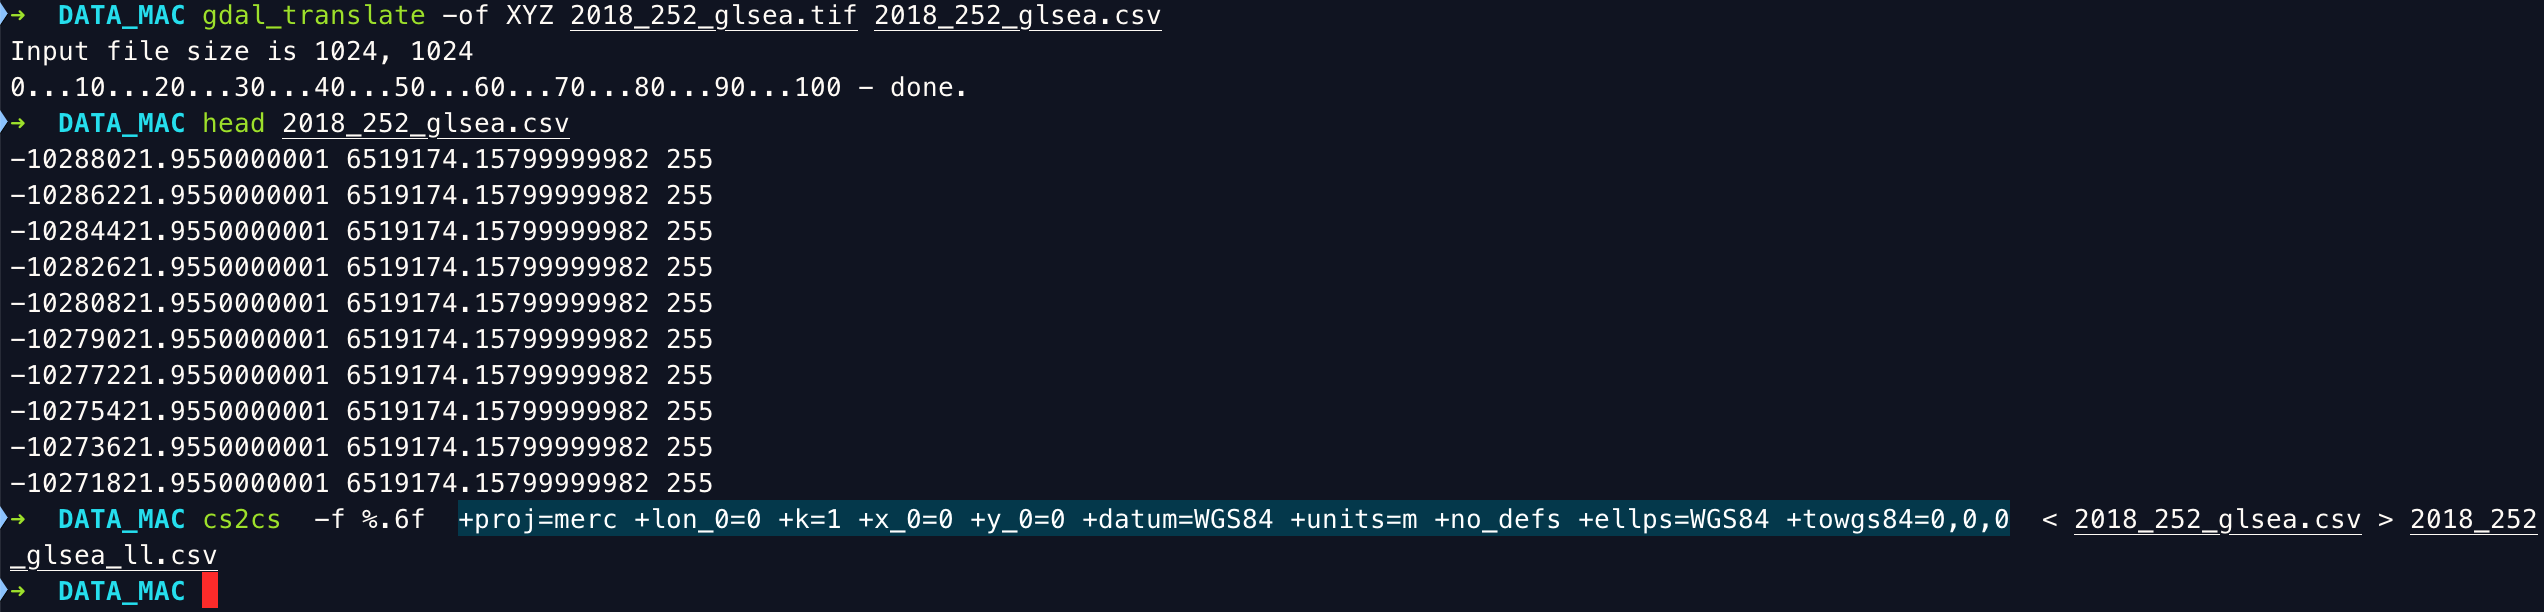 → DATA_MAC gdal_translate -of XYZ 2018_252_glsea.tif 2018_252_glsea.csv
Input file size is 1024, 1024
0...10...20...30...40...50...60...70...80...90...100 - done.
→ DATA_MAC head 2018_252_glsea.csv
-10288021.9550000001 6519174.15799999982 255
-10286221.9550000001 6519174.15799999982 255
-10284421.9550000001 6519174.15799999982 255
-10282621.9550000001 6519174.15799999982 255
-10280821.9550000001 6519174.15799999982 255
-10279021.9550000001 6519174.15799999982 255
-10277221.9550000001 6519174.15799999982 255
-10275421.9550000001 6519174.15799999982 255
-10273621.9550000001 6519174.15799999982 255
-10271821.9550000001 6519174.15799999982 255
→ DATA_MAC cs2cs -f %.6f +proj=merc +lon_0=0 +k=1 +x_0=0 +y_0=0 +datum=WGS84 +units=m +no_defs +ellps=WGS84 +towgs84=0,0,0 < 2018_252_glsea.csv > 2018_252
_glsea_ll.csv
→ DATA_MAC